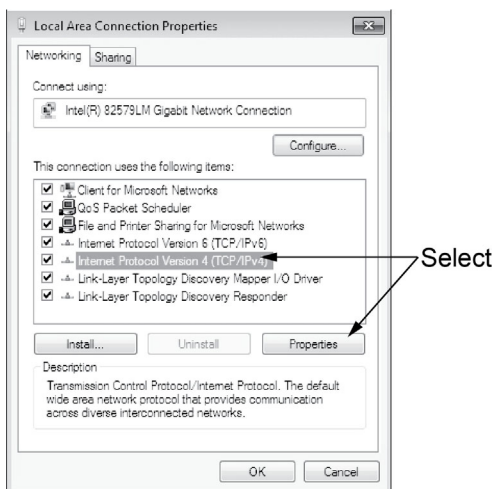 Local Area Connection Properties
Networking Sharing
Connect using:
Intel(R) 82579LM Gigabit Network Connection
Configure...
This connection uses the following items:
Client for Microsoft Networks
QoS Packet Scheduler
File and Printer Sharing for Microsoft Networks
Internet Protocol Version 6 (TCP/IPv6)
Internet Protocol Version 4 (TCP/IPv4)
Select
Link-Layer Topology Discovery Mapper I/O Driver
Link-Layer Topology Discovery Responder
Install... Uninstall Properties
Description
Transmission Control Protocol/Internet Protocol. The default
wide area network protocol that provides communication
across diverse interconnected networks.
OK Cancel